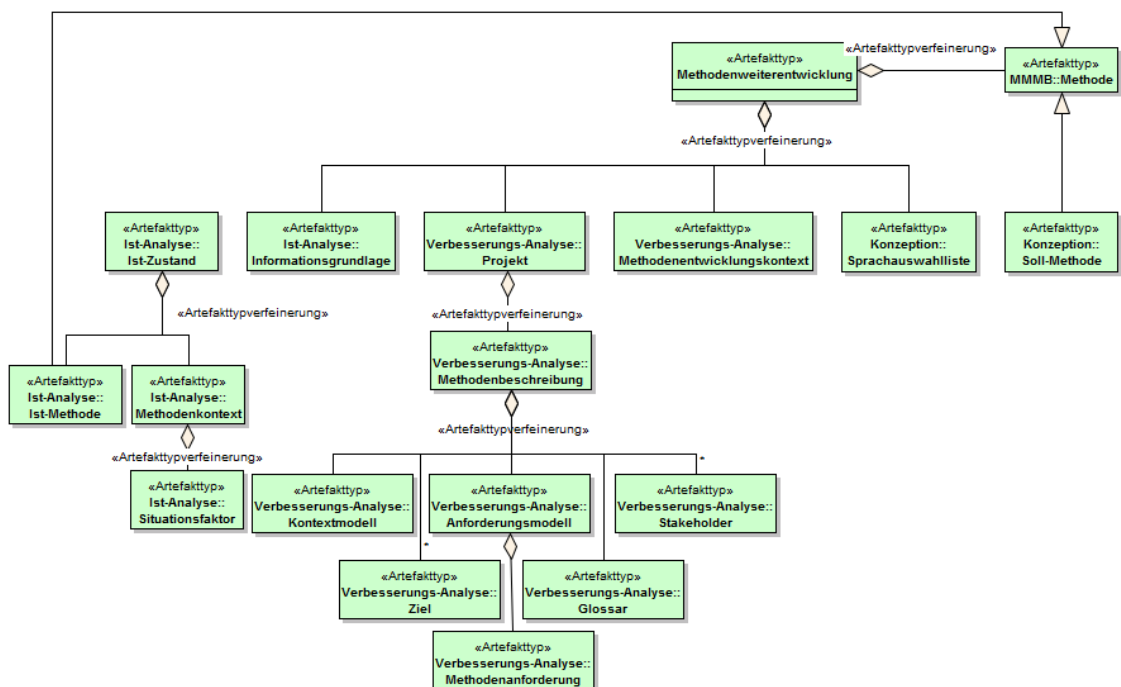 «Artefakttypverfeinerung»
«Artefakttyp»
Methodenweiterentwicklung
«Artefakttyp»
MMMB::Methode
«Artefakttypverfeinerung»
«Artefakttyp»
Ist-Analyse::
Ist-Zustand
«Artefakttyp»
Ist-Analyse::
Informationsgrundlage
«Artefakttyp»
Verbesserungs-Analyse::
Projekt
«Artefakttyp»
Verbesserungs-Analyse::
Methodenentwicklungskontext
«Artefakttyp»
Konzeption::
Sprachauswahlliste
«Artefakttyp»
Konzeption::
Soll-Methode
«Artefakttypverfeinerung»
«Artefakttypverfeinerung»
«Artefakttyp»
Verbesserungs-Analyse::
Methodenbeschreibung
«Artefakttyp»
Ist-Analyse::
Ist-Methode
«Artefakttyp»
Ist-Analyse::
Methodenkontext
«Artefakttypverfeinerung»
«Artefakttypverfeinerung»
*
«Artefakttyp»
Ist-Analyse::
Situationsfaktor
«Artefakttyp»
Verbesserungs-Analyse::
Kontextmodell
«Artefakttyp»
Verbesserungs-Analyse::
Anforderungsmodell
«Artefakttyp»
Verbesserungs-Analyse::
Stakeholder
*
«Artefakttyp»
Verbesserungs-Analyse::
Ziel
«Artefakttyp»
Verbesserungs-Analyse::
Glossar
«Artefakttyp»
Verbesserungs-Analyse::
Methodenanforderung